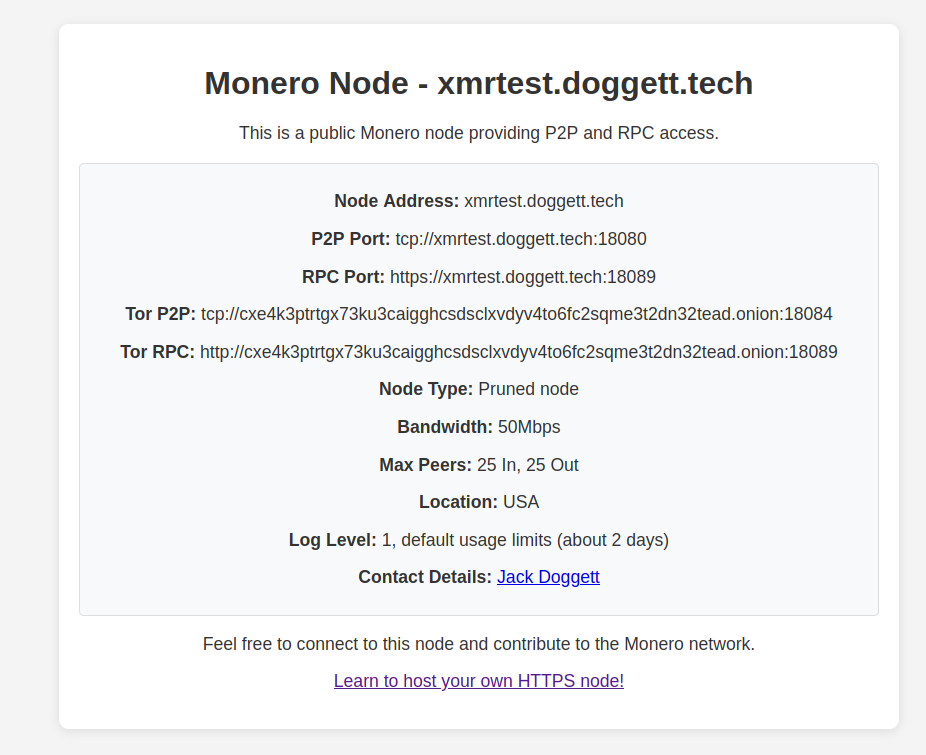 Monero Node - xmrtest.doggett.tech
This is a public Monero node providing P2P and RPC access.
Node Address: xmrtest.doggett.tech
P2P Port: tcp://xmrtest.doggett.tech:18080
RPC Port: https://xmrtest.doggett.tech:18089
Tor P2P: tcp://cxe4k3ptrtgx73ku3caigghcsdsclxvdyv4to6fc2sqme3t2dn32tead.onion:18084
Tor RPC: http://cxe4k3ptrtgx73ku3caigghcsdsclxvdyv4to6fc2sqme3t2dn32tead.onion:18089
Node Type: Pruned node
Bandwidth: 50Mbps
Max Peers: 25 In, 25 Out
Location: USA
Log Level: 1, default usage limits (about 2 days)
Contact Details: Jack Doggett
Feel free to connect to this node and contribute to the Monero network.
Learn to host your own HTTPS node!